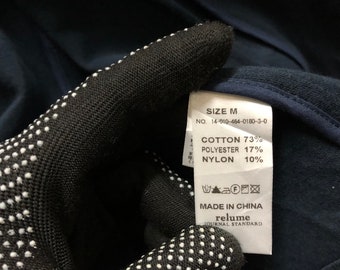 SIZE M
NO. 14-010-464-0180-3-0
COTTON 73%
POLYESTER 17%
NYLON 10%
MADE IN CHINA
relume
JOURNAL STANDARD